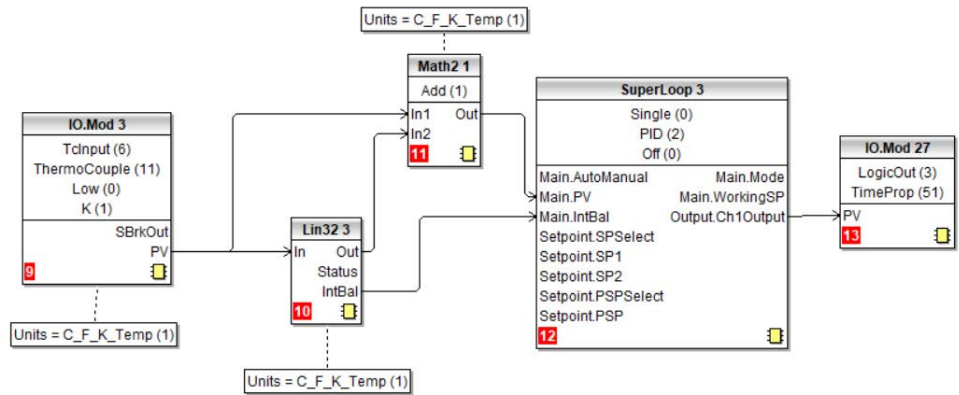 Units = C_F_K_Temp (1)
Math2 1
Add (1)
In1 Out
In2
11
IO.Mod 3
TcInput (6)
ThermoCouple (11)
Low (0)
K (1)
SBrkOut
PV
9
Units = C_F_K_Temp (1)
Lin32 3
In Out
Status
IntBal
10
Units = C_F_K_Temp (1)
SuperLoop 3
Single (0)
PID (2)
Off (0)
Main.AutoManual Main.Mode
Main.PV Main.WorkingSP
Main.IntBal Output.Ch1Output
Setpoint.SPSelect
Setpoint.SP1
Setpoint.SP2
Setpoint.PSPSelect
Setpoint.PSP
12
IO.Mod 27
LogicOut (3)
TimeProp (51)
PV
13